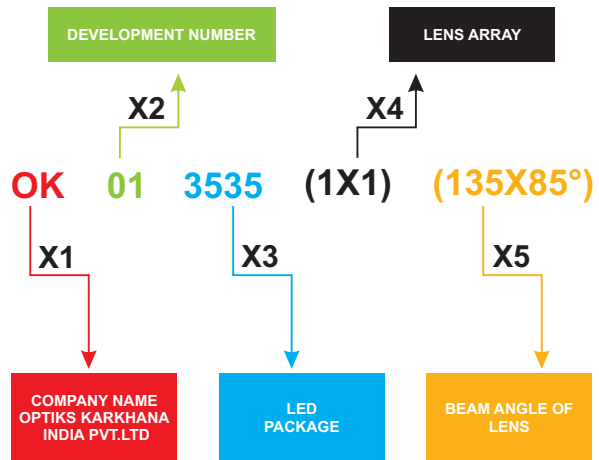 DEVELOPMENT NUMBER
LENS ARRAY
X2
X4
OK 01 3535 (1X1) (135X85°)
X1
X3
X5
COMPANY NAME
OPTIKS KARKHANA
INDIA PVT.LTD
LED
PACKAGE
BEAM ANGLE OF
LENS